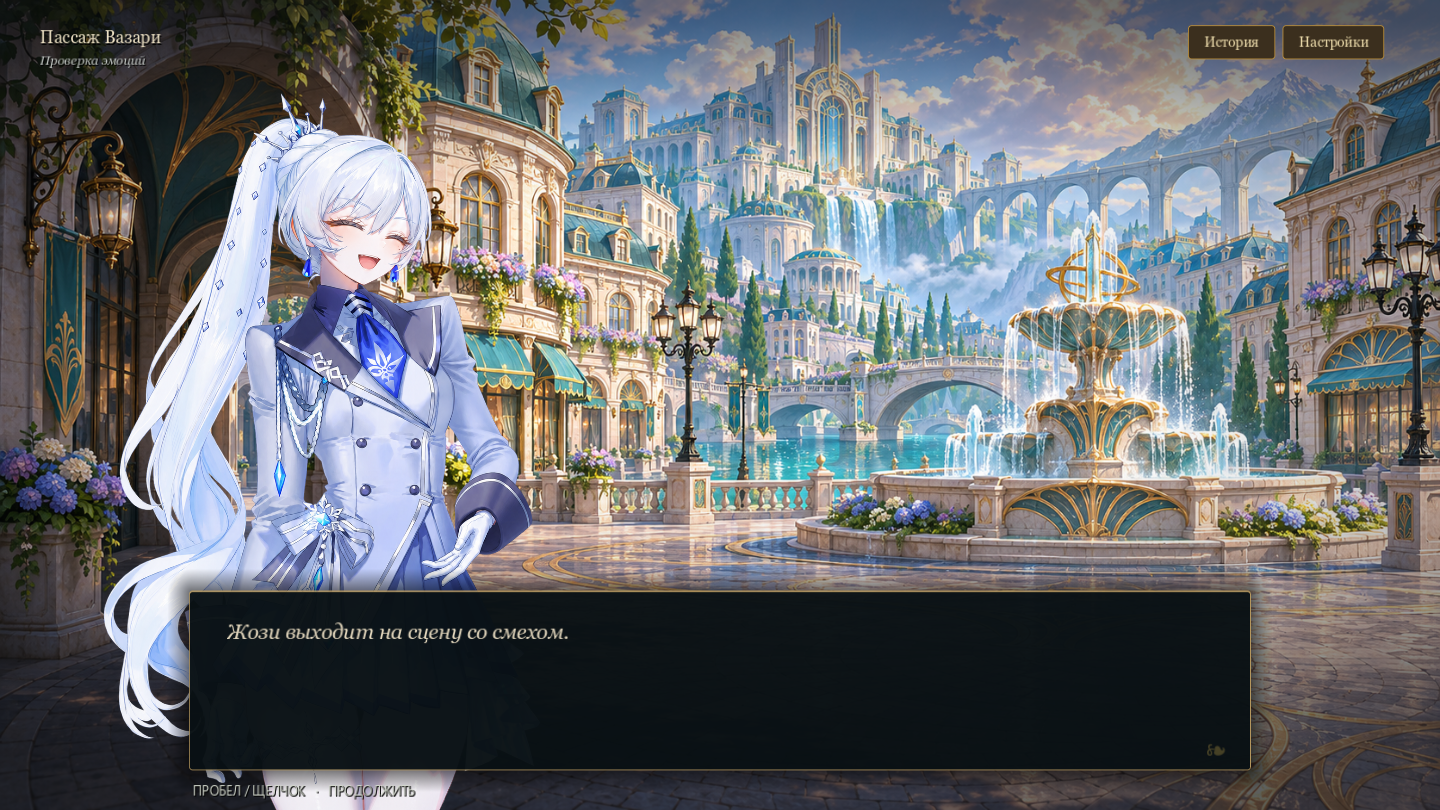 Пассаж Вазари
Проверка эмоций
История
Настройки
Жози выходит на сцену со смехом.
ПРОБЕЛ / ЩЕЛЧОК · ПРОДОЛЖИТЬ